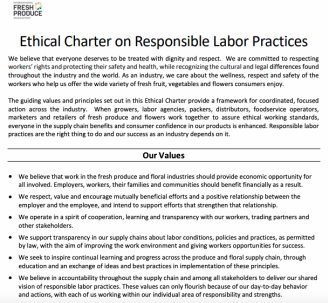 FRESH
PRODUCE
Ethical Charter on Responsible Labor Practices
We believe that everyone deserves to be treated with dignity and respect. We are committed to respecting
workers' rights and protecting their safety and health, while recognizing the cultural and legal differences found
throughout the industry and the world. As an industry, we care about the wellness, respect and safety of the
workers who help us offer the wide variety of fresh fruit, vegetables and flowers consumers enjoy.
The guiding values and principles set out in this Ethical Charter provide a framework for coordinated, focused
action across the industry. When growers, labor agencies, packers, distributors, foodservice operators,
marketers and retailers of fresh produce and flowers work together to assure ethical working standards,
everyone in the supply chain benefits and consumer confidence in our products is enhanced. Responsible labor
practices are the right thing to do and our success as an industry depends on it.
Our Values
• We believe that work in the fresh produce and floral industries should provide economic opportunity for
all involved. Employers, workers, their families and communities should benefit financially as a result.
• We respect, value and encourage mutually beneficial efforts and a positive relationship between the
employer and the employee, and intend to support efforts that strengthen that relationship.
• We operate in a spirit of cooperation, learning and transparency with our workers, trading partners and
other stakeholders.
• We support transparency in our supply chains about labor conditions, policies and practices, as permitted
by law, with the aim of improving the work environment and giving workers opportunities for success.
• We seek to inspire continual learning and progress across the produce and floral supply chain, through
education and an exchange of ideas and best practices in implementation of these principles.
• We believe in accountability throughout the supply chain and among all stakeholders to deliver our shared
vision of responsible labor practices. These values can only flourish because of our day-to-day behavior
and actions, with each of us working within our individual area of responsibility and strengths.